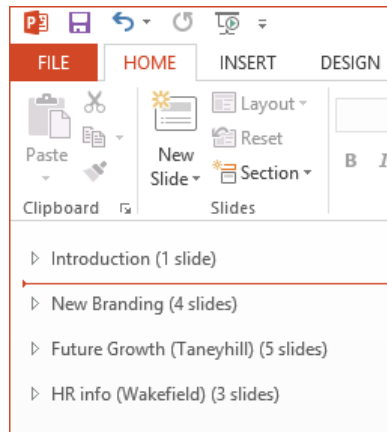 FILE HOME INSERT DESIGN
Paste
New Slide
Layout
Reset
Section
B I
Clipboard Slides
Introduction (1 slide)
New Branding (4 slides)
Future Growth (Taneyhill) (5 slides)
HR info (Wakefield) (3 slides)